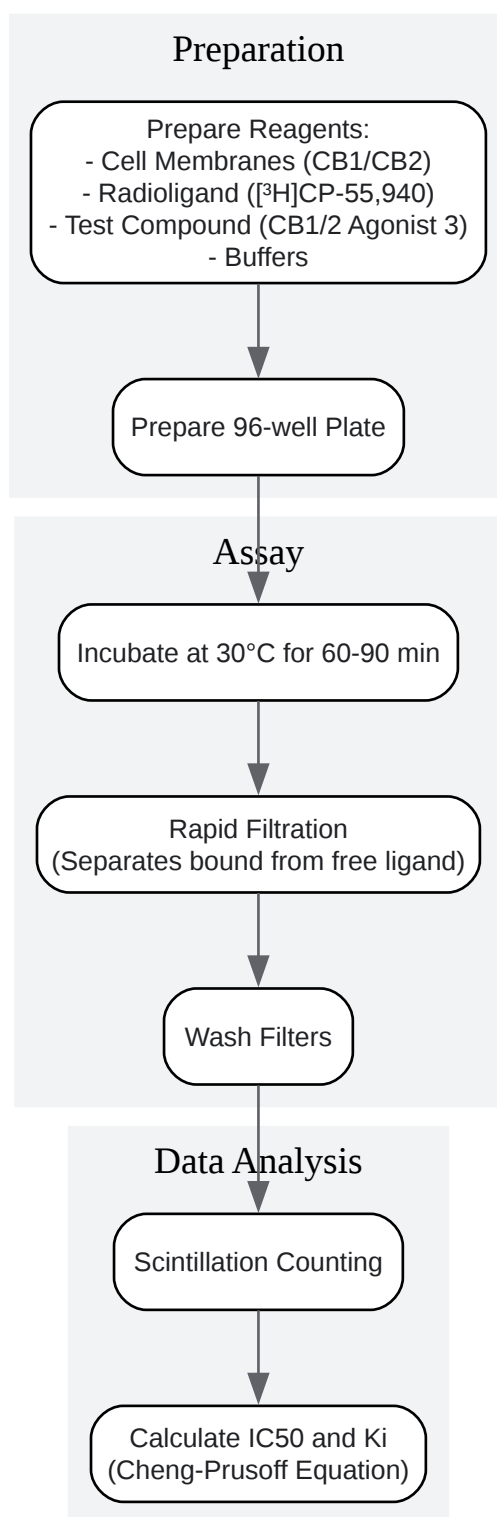 Preparation
Prepare Reagents:
- Cell Membranes (CB1/CB2)
- Radioligand ([³H]CP-55,940)
- Test Compound (CB1/2 Agonist 3)
- Buffers
Prepare 96-well Plate
Assay
Incubate at 30°C for 60-90 min
Rapid Filtration
(Separates bound from free ligand)
Wash Filters
Data Analysis
Scintillation Counting
Calculate IC50 and Ki
(Cheng-Prusoff Equation)